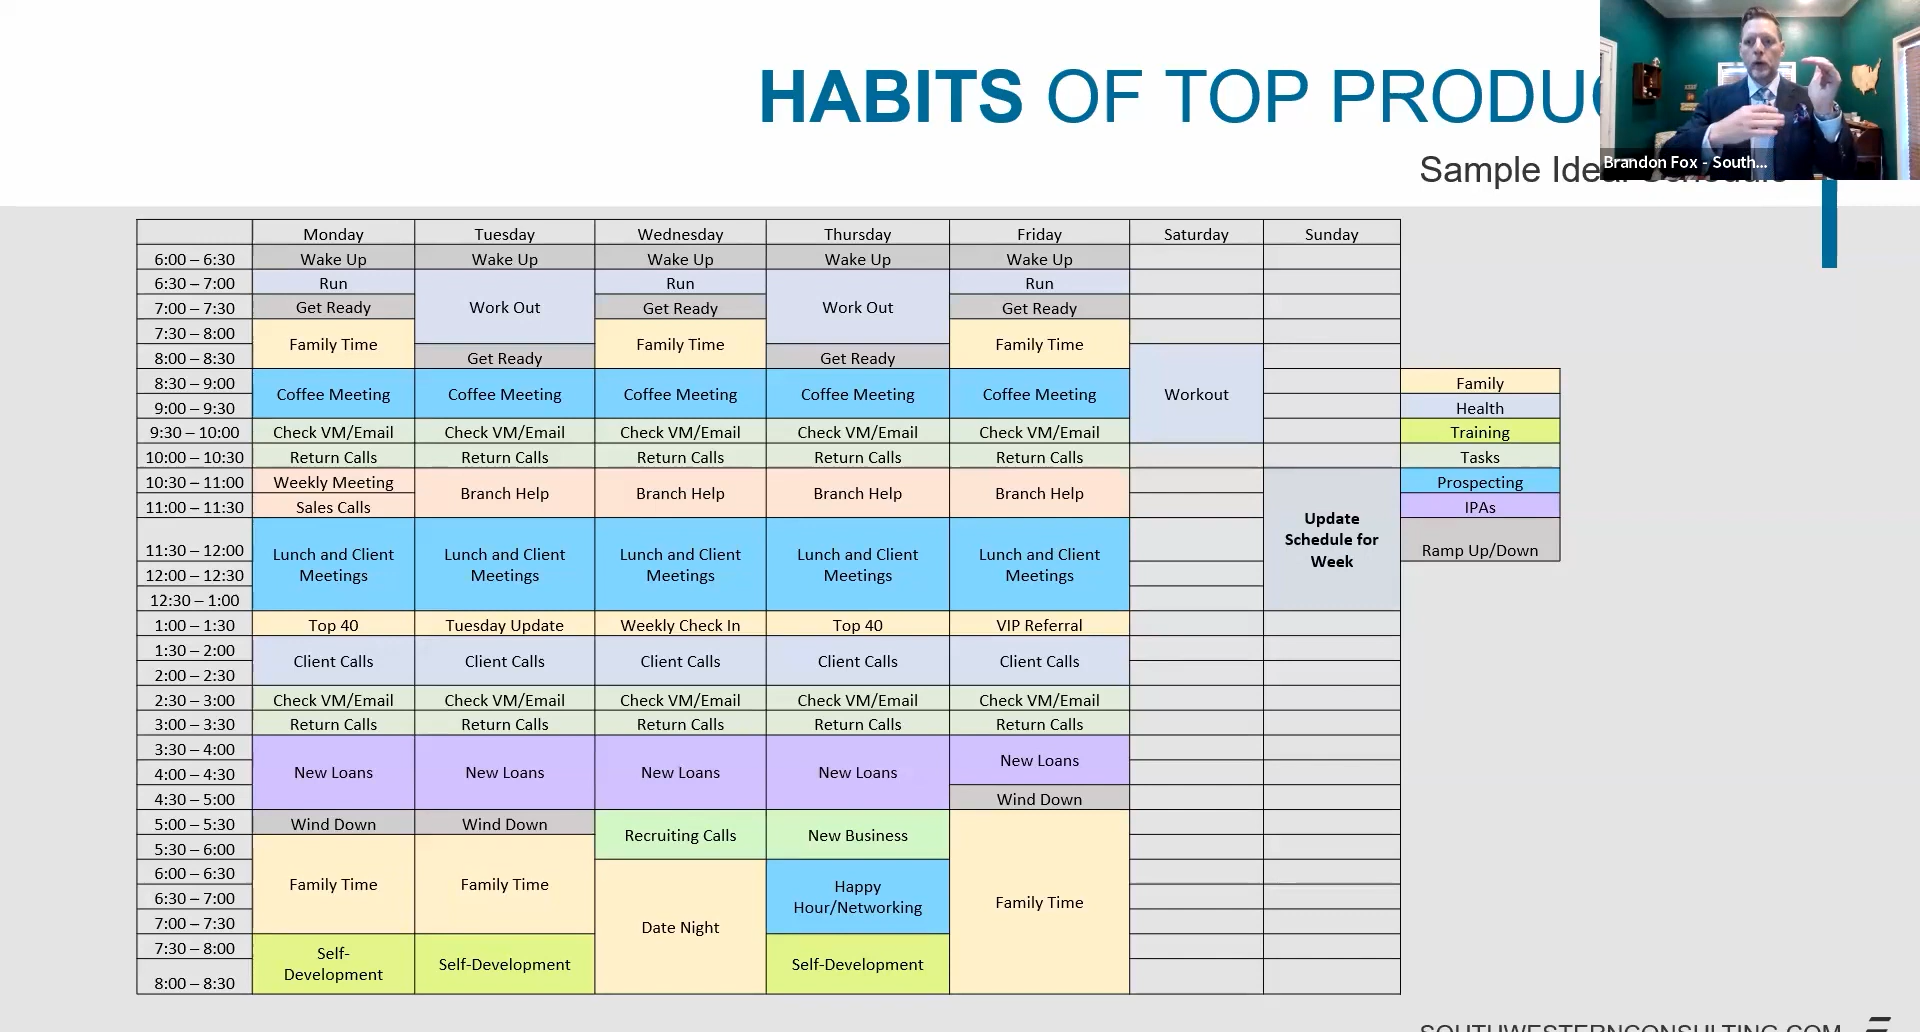 HABITS OF TOP PRODUC
Sample Ideal Schedule
Brandon Fox - South...
Monday Tuesday Wednesday Thursday Friday Saturday Sunday
6:00 – 6:30 Wake Up Wake Up Wake Up Wake Up Wake Up
6:30 – 7:00 Run Run Run
7:00 – 7:30 Get Ready Work Out Get Ready Work Out Get Ready
7:30 – 8:00
Family Time Family Time Family Time
8:00 – 8:30 Get Ready Get Ready
8:30 – 9:00 Family
Coffee Meeting Coffee Meeting Coffee Meeting Coffee Meeting Coffee Meeting Workout
9:00 – 9:30 Health
9:30 – 10:00 Check VM/Email Check VM/Email Check VM/Email Check VM/Email Check VM/Email Training
10:00 – 10:30 Return Calls Return Calls Return Calls Return Calls Return Calls Tasks
10:30 – 11:00 Weekly Meeting Prospecting
Branch Help Branch Help Branch Help Branch Help
11:00 – 11:30 Sales Calls IPAs
Update
Schedule for
Week
11:30 – 12:00 Ramp Up/Down
Lunch and Client Lunch and Client Lunch and Client Lunch and Client Lunch and Client
Meetings Meetings Meetings Meetings Meetings
12:00 – 12:30
12:30 – 1:00
1:00 – 1:30 Top 40 Tuesday Update Weekly Check In Top 40 VIP Referral
1:30 – 2:00
Client Calls Client Calls Client Calls Client Calls Client Calls
2:00 – 2:30
2:30 – 3:00 Check VM/Email Check VM/Email Check VM/Email Check VM/Email Check VM/Email
3:00 – 3:30 Return Calls Return Calls Return Calls Return Calls Return Calls
3:30 – 4:00
New Loans
4:00 – 4:30 New Loans New Loans New Loans New Loans
4:30 – 5:00 Wind Down
5:00 – 5:30 Wind Down Wind Down
Recruiting Calls New Business
5:30 – 6:00
6:00 – 6:30
Family Time Family Time Happy
Hour/Networking Family Time
6:30 – 7:00
7:00 – 7:30 Date Night
7:30 – 8:00
Self-
Development Self-Development Self-Development
8:00 – 8:30
SOUTHWESTERNCONSULTING.COM